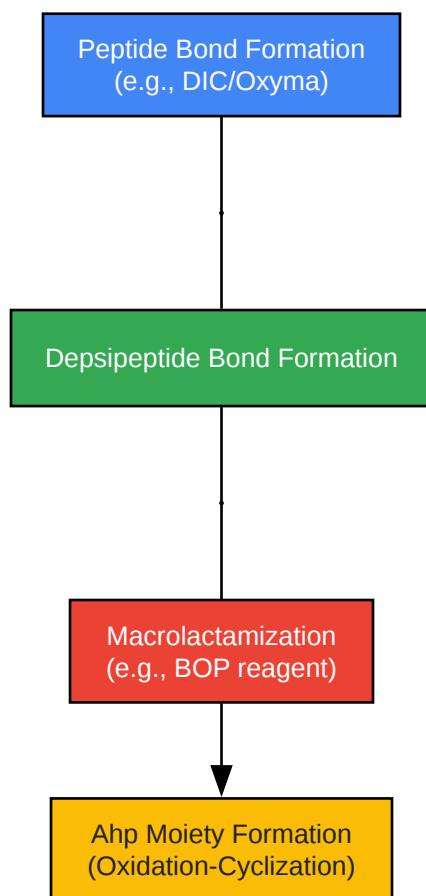 Peptide Bond Formation
(e.g., DIC/Oxyma)
Depsipeptide Bond Formation
Macrolactamization
(e.g., BOP reagent)
Ahp Moiety Formation
(Oxidation-Cyclization)